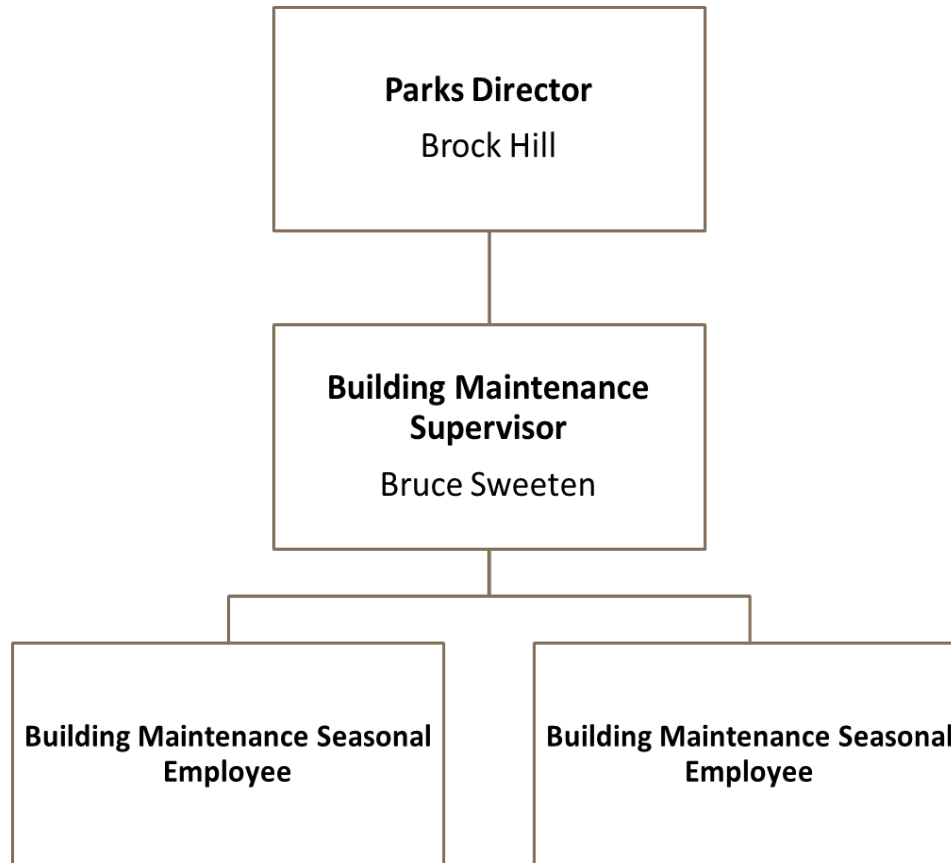 Parks Director
Brock Hill
Building Maintenance
Supervisor
Bruce Sweeten
Building Maintenance Seasonal
Employee
Building Maintenance Seasonal
Employee